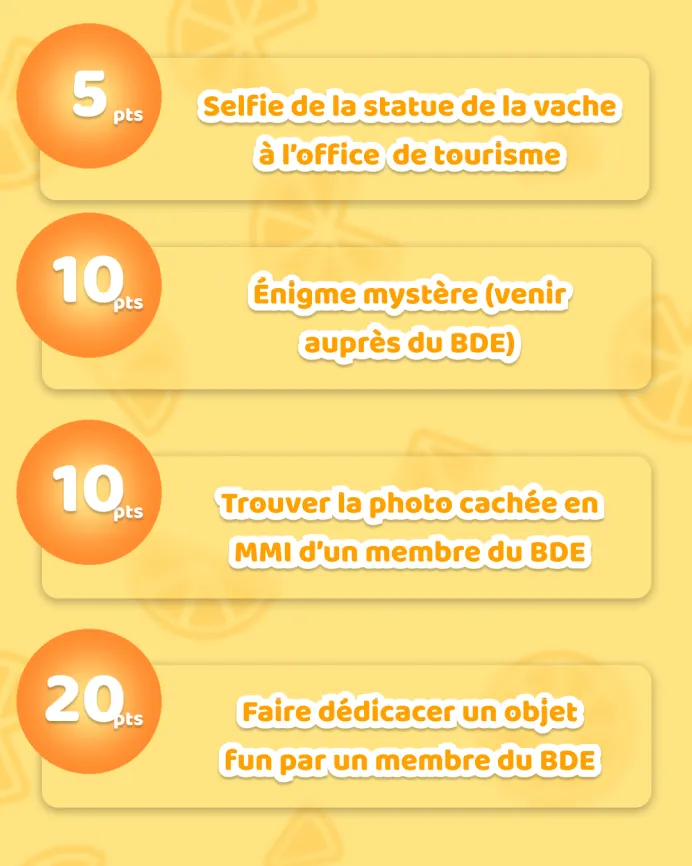 5 pts
Selfie de la statue de la vache
à l'office de tourisme
10 pts
Énigme mystère (venir
auprès du BDE)
10 pts
Trouver la photo cachée en
MMI d'un membre du BDE
20 pts
Faire dédicacer un objet
fun par un membre du BDE